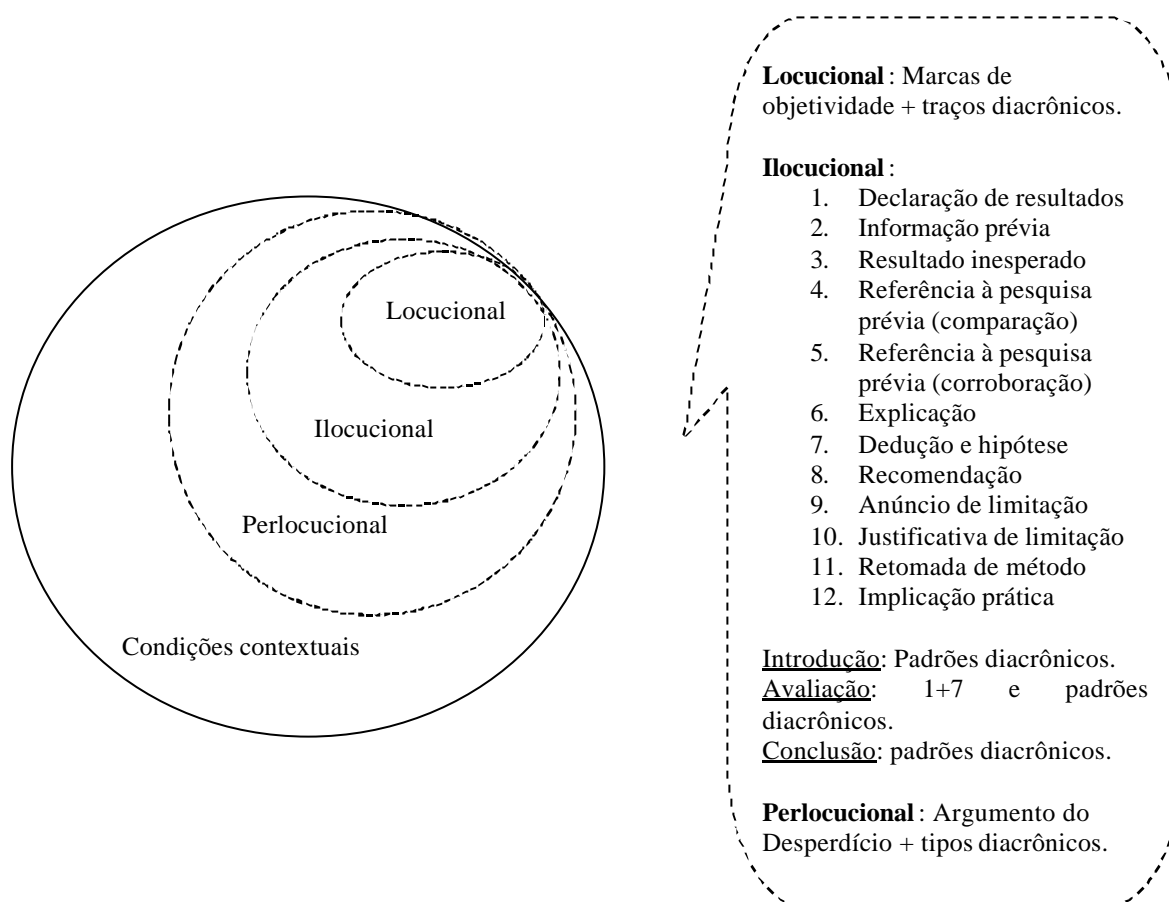 Locucional
Ilocucional
Perlocucional
Condições contextuais
Locucional : Marcas de
objetividade + traços diacrônicos.
Ilocucional :
1. Declaração de resultados
2. Informação prévia
3. Resultado inesperado
4. Referência à pesquisa
prévia (comparação)
5. Referência à pesquisa
prévia (corroboração)
6. Explicação
7. Dedução e hipótese
8. Recomendação
9. Anúncio de limitação
10. Justificativa de limitação
11. Retomada de método
12. Implicação prática
Introdução: Padrões diacrônicos.
Avaliação: 1+7 e padrões
diacrônicos.
Conclusão: padrões diacrônicos.
Perlocucional : Argumento do
Desperdício + tipos diacrônicos.